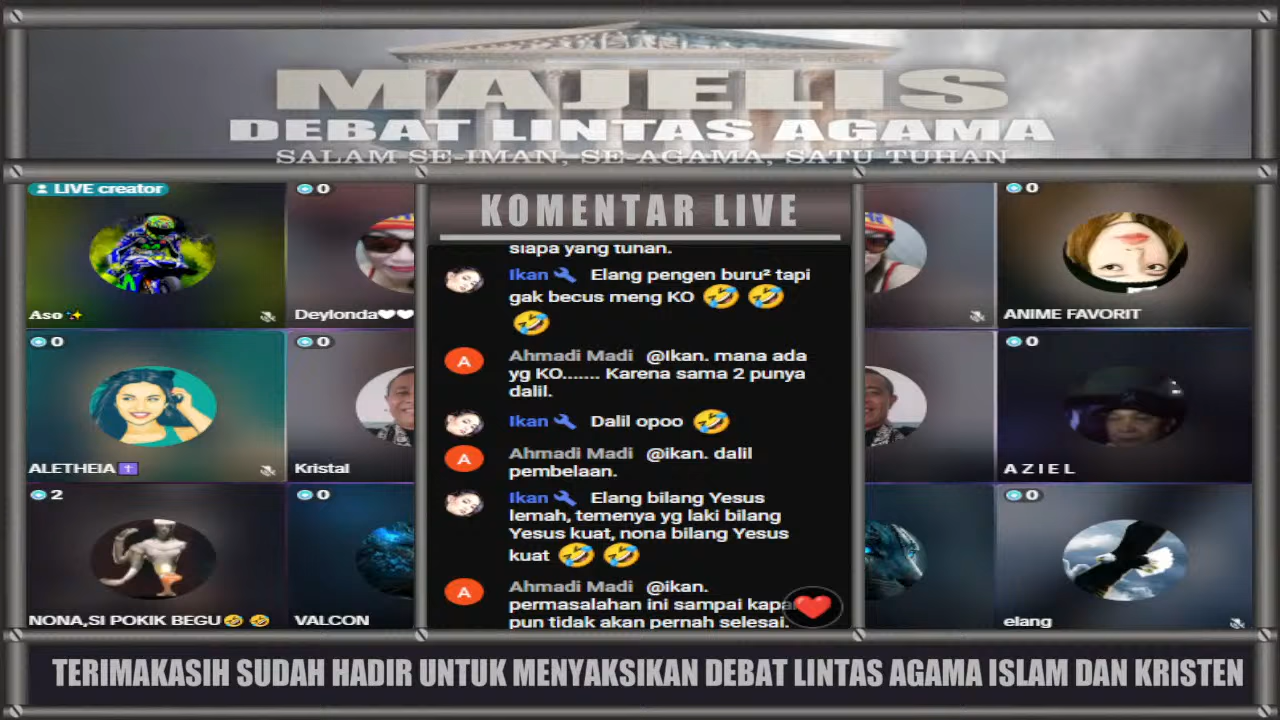 MAJELIS
DEBAT LINTAS AGAMA
SALAM SE-IMAN, SE-AGAMA, SATU TUHAN
LIVE creator
Aso
0
Deylonda
0
ALETHEIA
0
Kristal
2
NONA,SI POKIK BEGU
0
VALCON
KOMENTAR LIVE
siapa yang tuhan.
Ikan Elang pengen buru² tapi
gak becus meng KO
A
Ahmadi Madi @Ikan. mana ada
yg KO....... Karena sama 2 punya
dalil.
Ikan Dalil opoo
A
Ahmadi Madi @ikan. dalil
pembelaan.
Ikan Elang bilang Yesus
lemah, temenya yg laki bilang
Yesus kuat, nona bilang Yesus
kuat
A
Ahmadi Madi @ikan.
permasalahan ini sampai kapa
pun tidak akan pernah selesai.
0
ANIME FAVORIT
0
A Z I E L
0
elang
TERIMAKASIH SUDAH HADIR UNTUK MENYAKSIKAN DEBAT LINTAS AGAMA ISLAM DAN KRISTEN